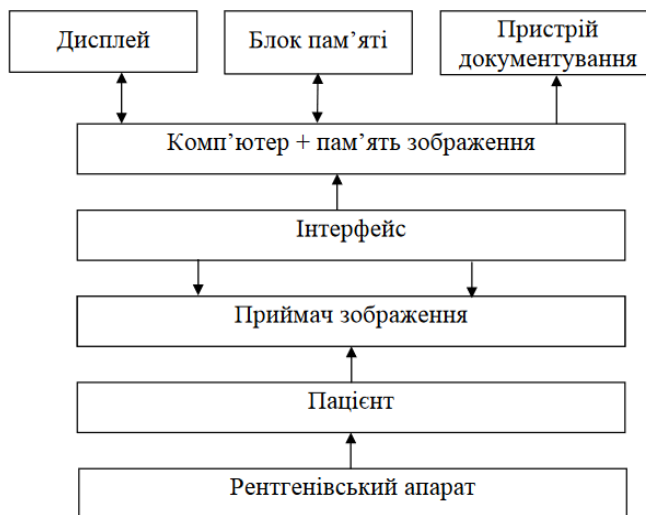 Дисплей
Блок пам’яті
Пристрій
документування
Комп’ютер + пам’ять зображення
Інтерфейс
Приймач зображення
Пацієнт
Рентгенівський апарат